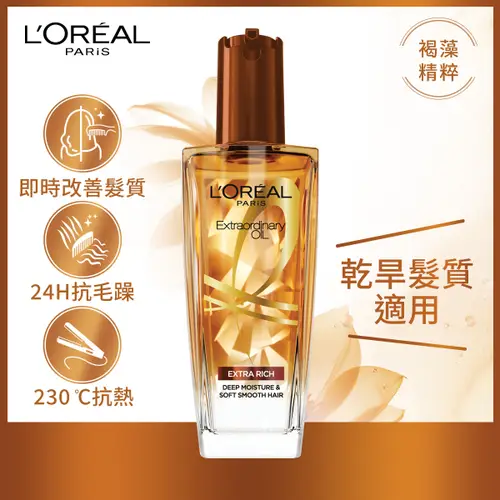 L'ORÉAL
PARIS
褐藻
精粹
即時改善髮質
24H抗毛躁
230℃抗熱
L'ORÉAL
PARIS
Extraordinary
OIL
EXTRA RICH
DEEP MOISTURE &
SOFT SMOOTH HAIR
乾旱髮質
適用